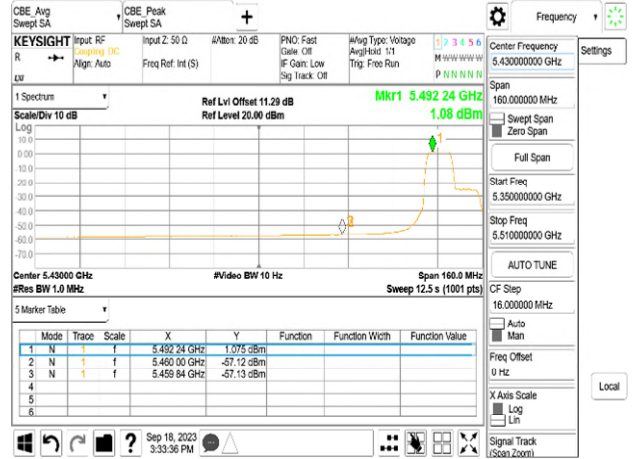 CBE_Avg
Swept SA
CBE_Peak
Swept SA
+
Frequency
KEYSIGHT
R
Input: RF
Coupling: DC
Align: Auto
Input Z: 50 Ω
Freq Ref: Int (S)
#Atten: 20 dB
PNO: Fast
Gate: Off
IF Gain: Low
Sig Track: Off
#Avg Type: Voltage
Avg|Hold: 1/1
Trig: Free Run
1 2 3 4 5 6
M W W W W W
P N N N N N
Center Frequency
5.430000000 GHz
Settings
Span
160.000000 MHz
Swept Span
Zero Span
Full Span
Start Freq
5.350000000 GHz
Stop Freq
5.510000000 GHz
AUTO TUNE
CF Step
16.000000 MHz
Auto
Man
Freq Offset
0 Hz
X Axis Scale
Log
Lin
Signal Track
(Span Zoom)
Local
1 Spectrum
Scale/Div 10 dB
Ref Lvl Offset 11.29 dB
Ref Level 20.00 dBm
Mkr1 5.492 24 GHz
1.08 dBm
Log
10.0
0.00
-10.0
-20.0
-30.0
-40.0
-50.0
-60.0
-70.0
1
Center 5.43000 GHz
#Res BW 1.0 MHz
#Video BW 10 Hz
Span 160.0 MHz
Sweep 12.5 s (1001 pts)
5 Marker Table
Mode Trace Scale X Y Function Function Width Function Value
1 N 1 f 5.492 24 GHz 1.075 dBm
2 N 1 f 5.460 00 GHz -57.12 dBm
3 N 1 f 5.459 84 GHz -57.13 dBm
4
5
6
?
Sep 18, 2023
3:33:36 PM